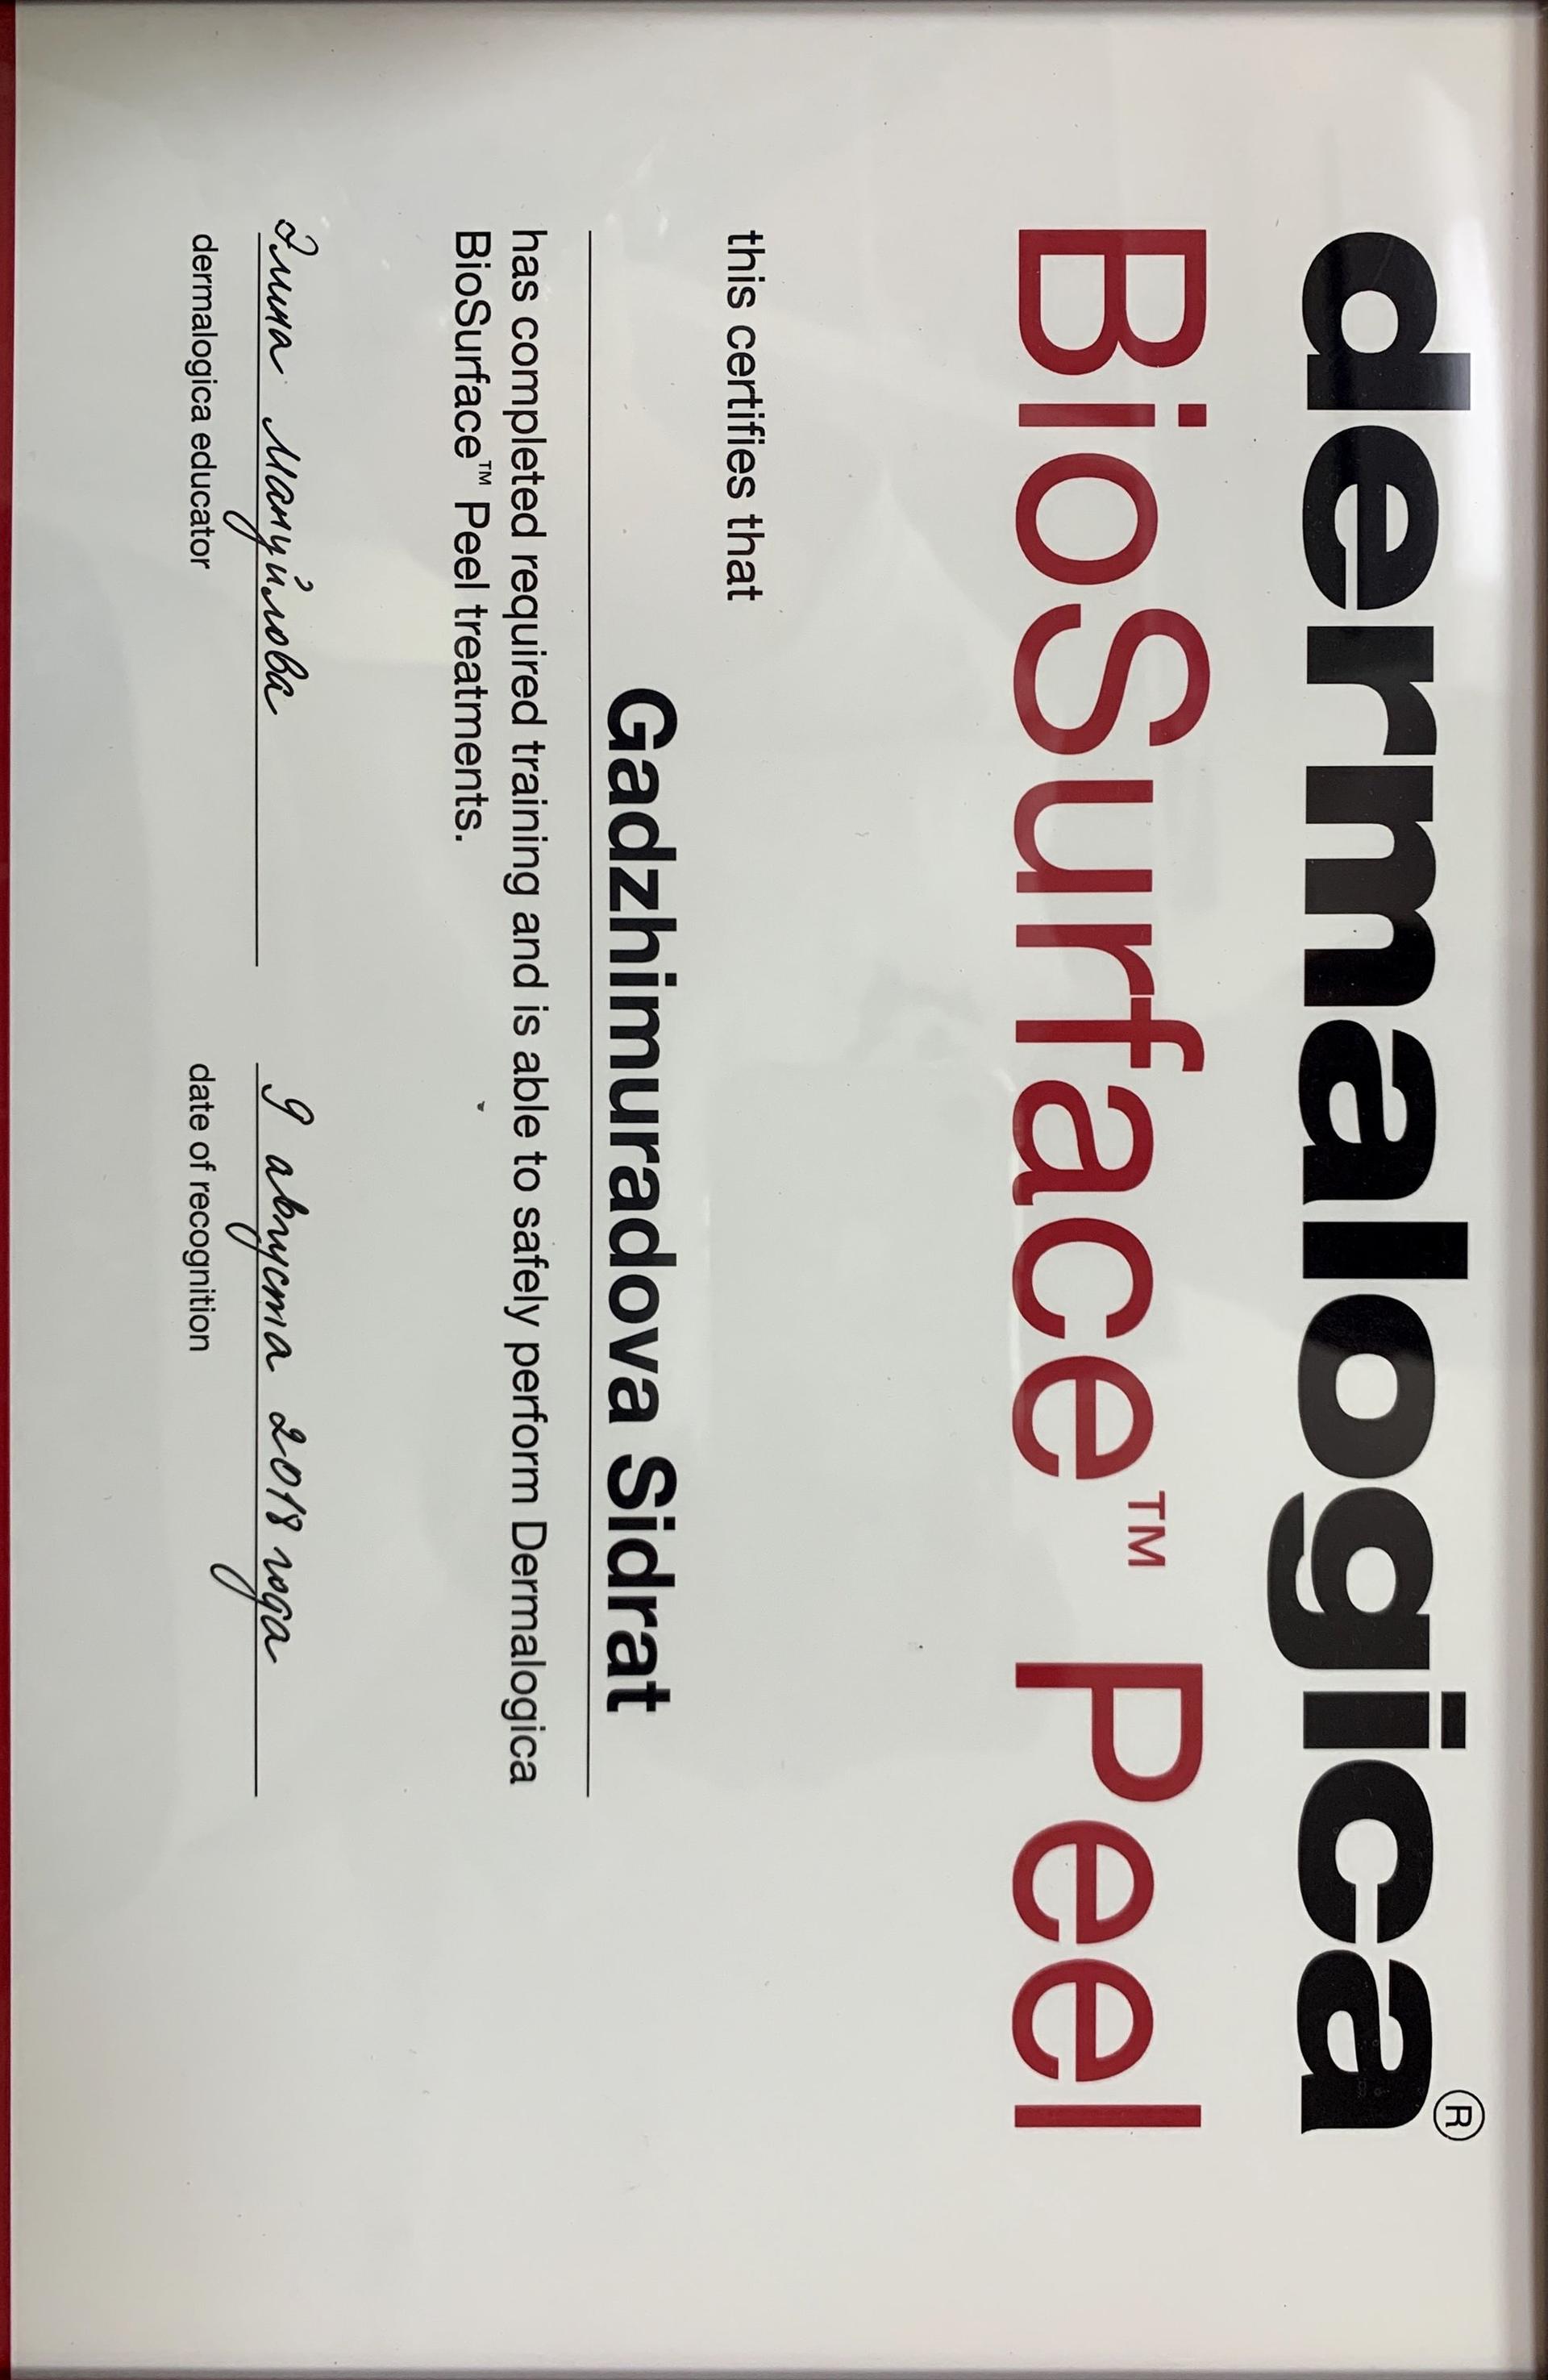 dermalogica®
BioSurface™ Peel
this certifies that
Gadzhimuradova Sidrat
has completed required training and is able to safely perform Dermalogica
BioSurface™ Peel treatments.
Элина Мануйлова
9 августа 2018 года
dermalogica educator
date of recognition